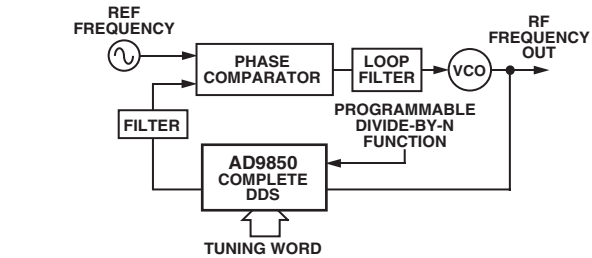 REF
FREQUENCY
PHASE
COMPARATOR
LOOP
FILTER
VCO
RF
FREQUENCY
OUT
FILTER
PROGRAMMABLE
DIVIDE-BY-N
FUNCTION
AD9850
COMPLETE
DDS
TUNING WORD